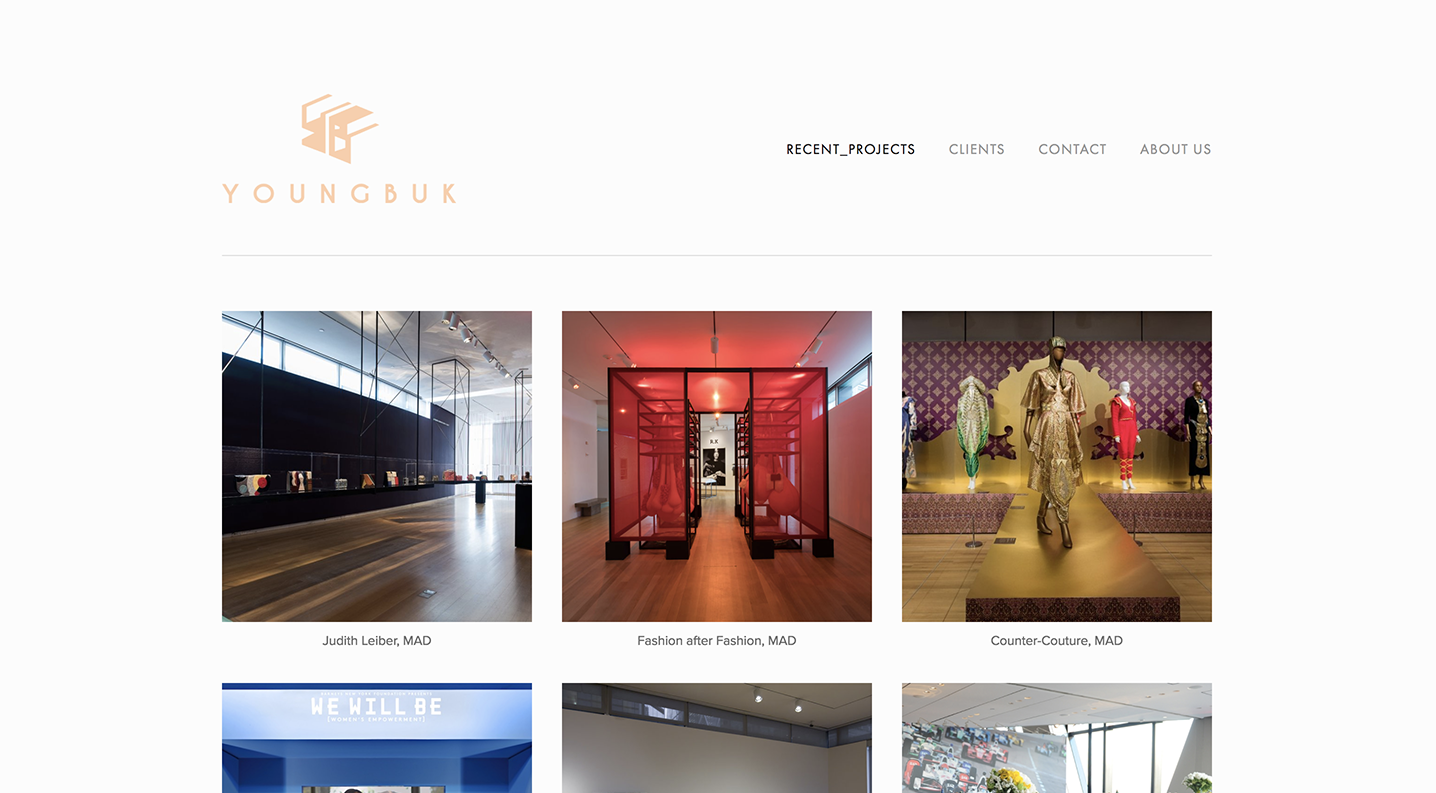 YOUNGBUK
RECENT_PROJECTS CLIENTS CONTACT ABOUT US
Judith Leiber, MAD
Fashion after Fashion, MAD
Counter-Couture, MAD
WE WILL BE
[WOMEN'S EMPOWERMENT]